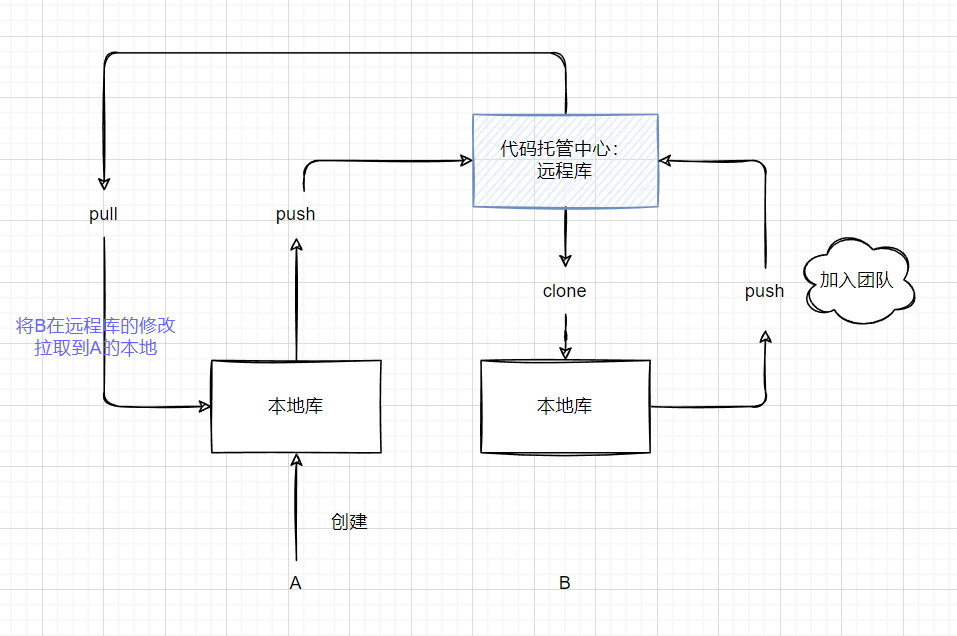 代码托管中心:
远程库
pull
push
加入团队
clone
push
将B在远程库的修改
拉取到A的本地
本地库
本地库
创建
A
B